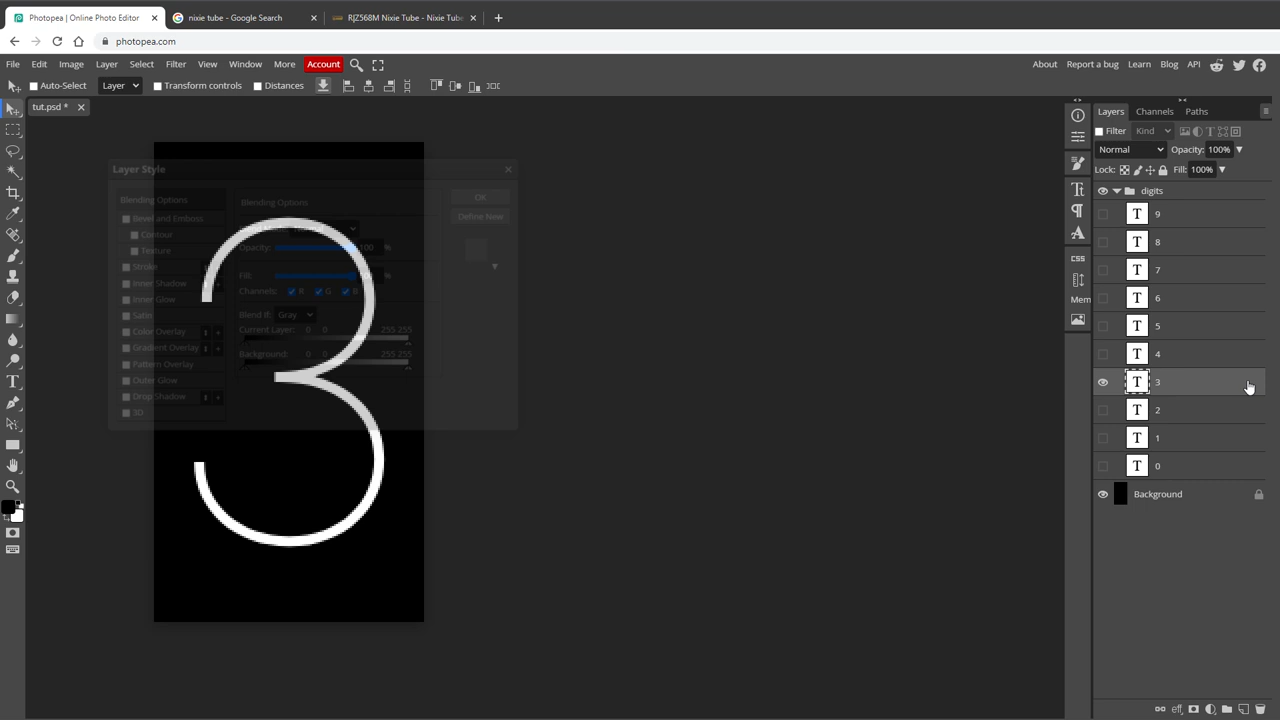 Photopea | Online Photo Editor
nixie tube - Google Search
RJZ568M Nixie Tube - Nixie Tube
photopea.com
File Edit Image Layer Select Filter View Window More Account
About Report a bug Learn Blog API
Auto-Select Layer Transform controls Distances
tut.psd *
Layers Channels Paths
Filter Kind
Normal Opacity: 100%
Lock: Fill: 100%
digits
T 9
T 8
T 7
T 6
T 5
T 4
T 3
T 2
T 1
T 0
Background
CSS
Mem
Layer Style
Blending Options
Bevel and Emboss
Contour
Texture
Stroke
Inner Shadow
Inner Glow
Satin
Color Overlay
Gradient Overlay
Pattern Overlay
Outer Glow
Drop Shadow
3D
Blending Options
Opacity: 100 %
Fill: %
Channels: R G B
Blend If: Gray
Current Layer: 0 0 255 255
Background: 0 0 255 255
OK
Define New
3